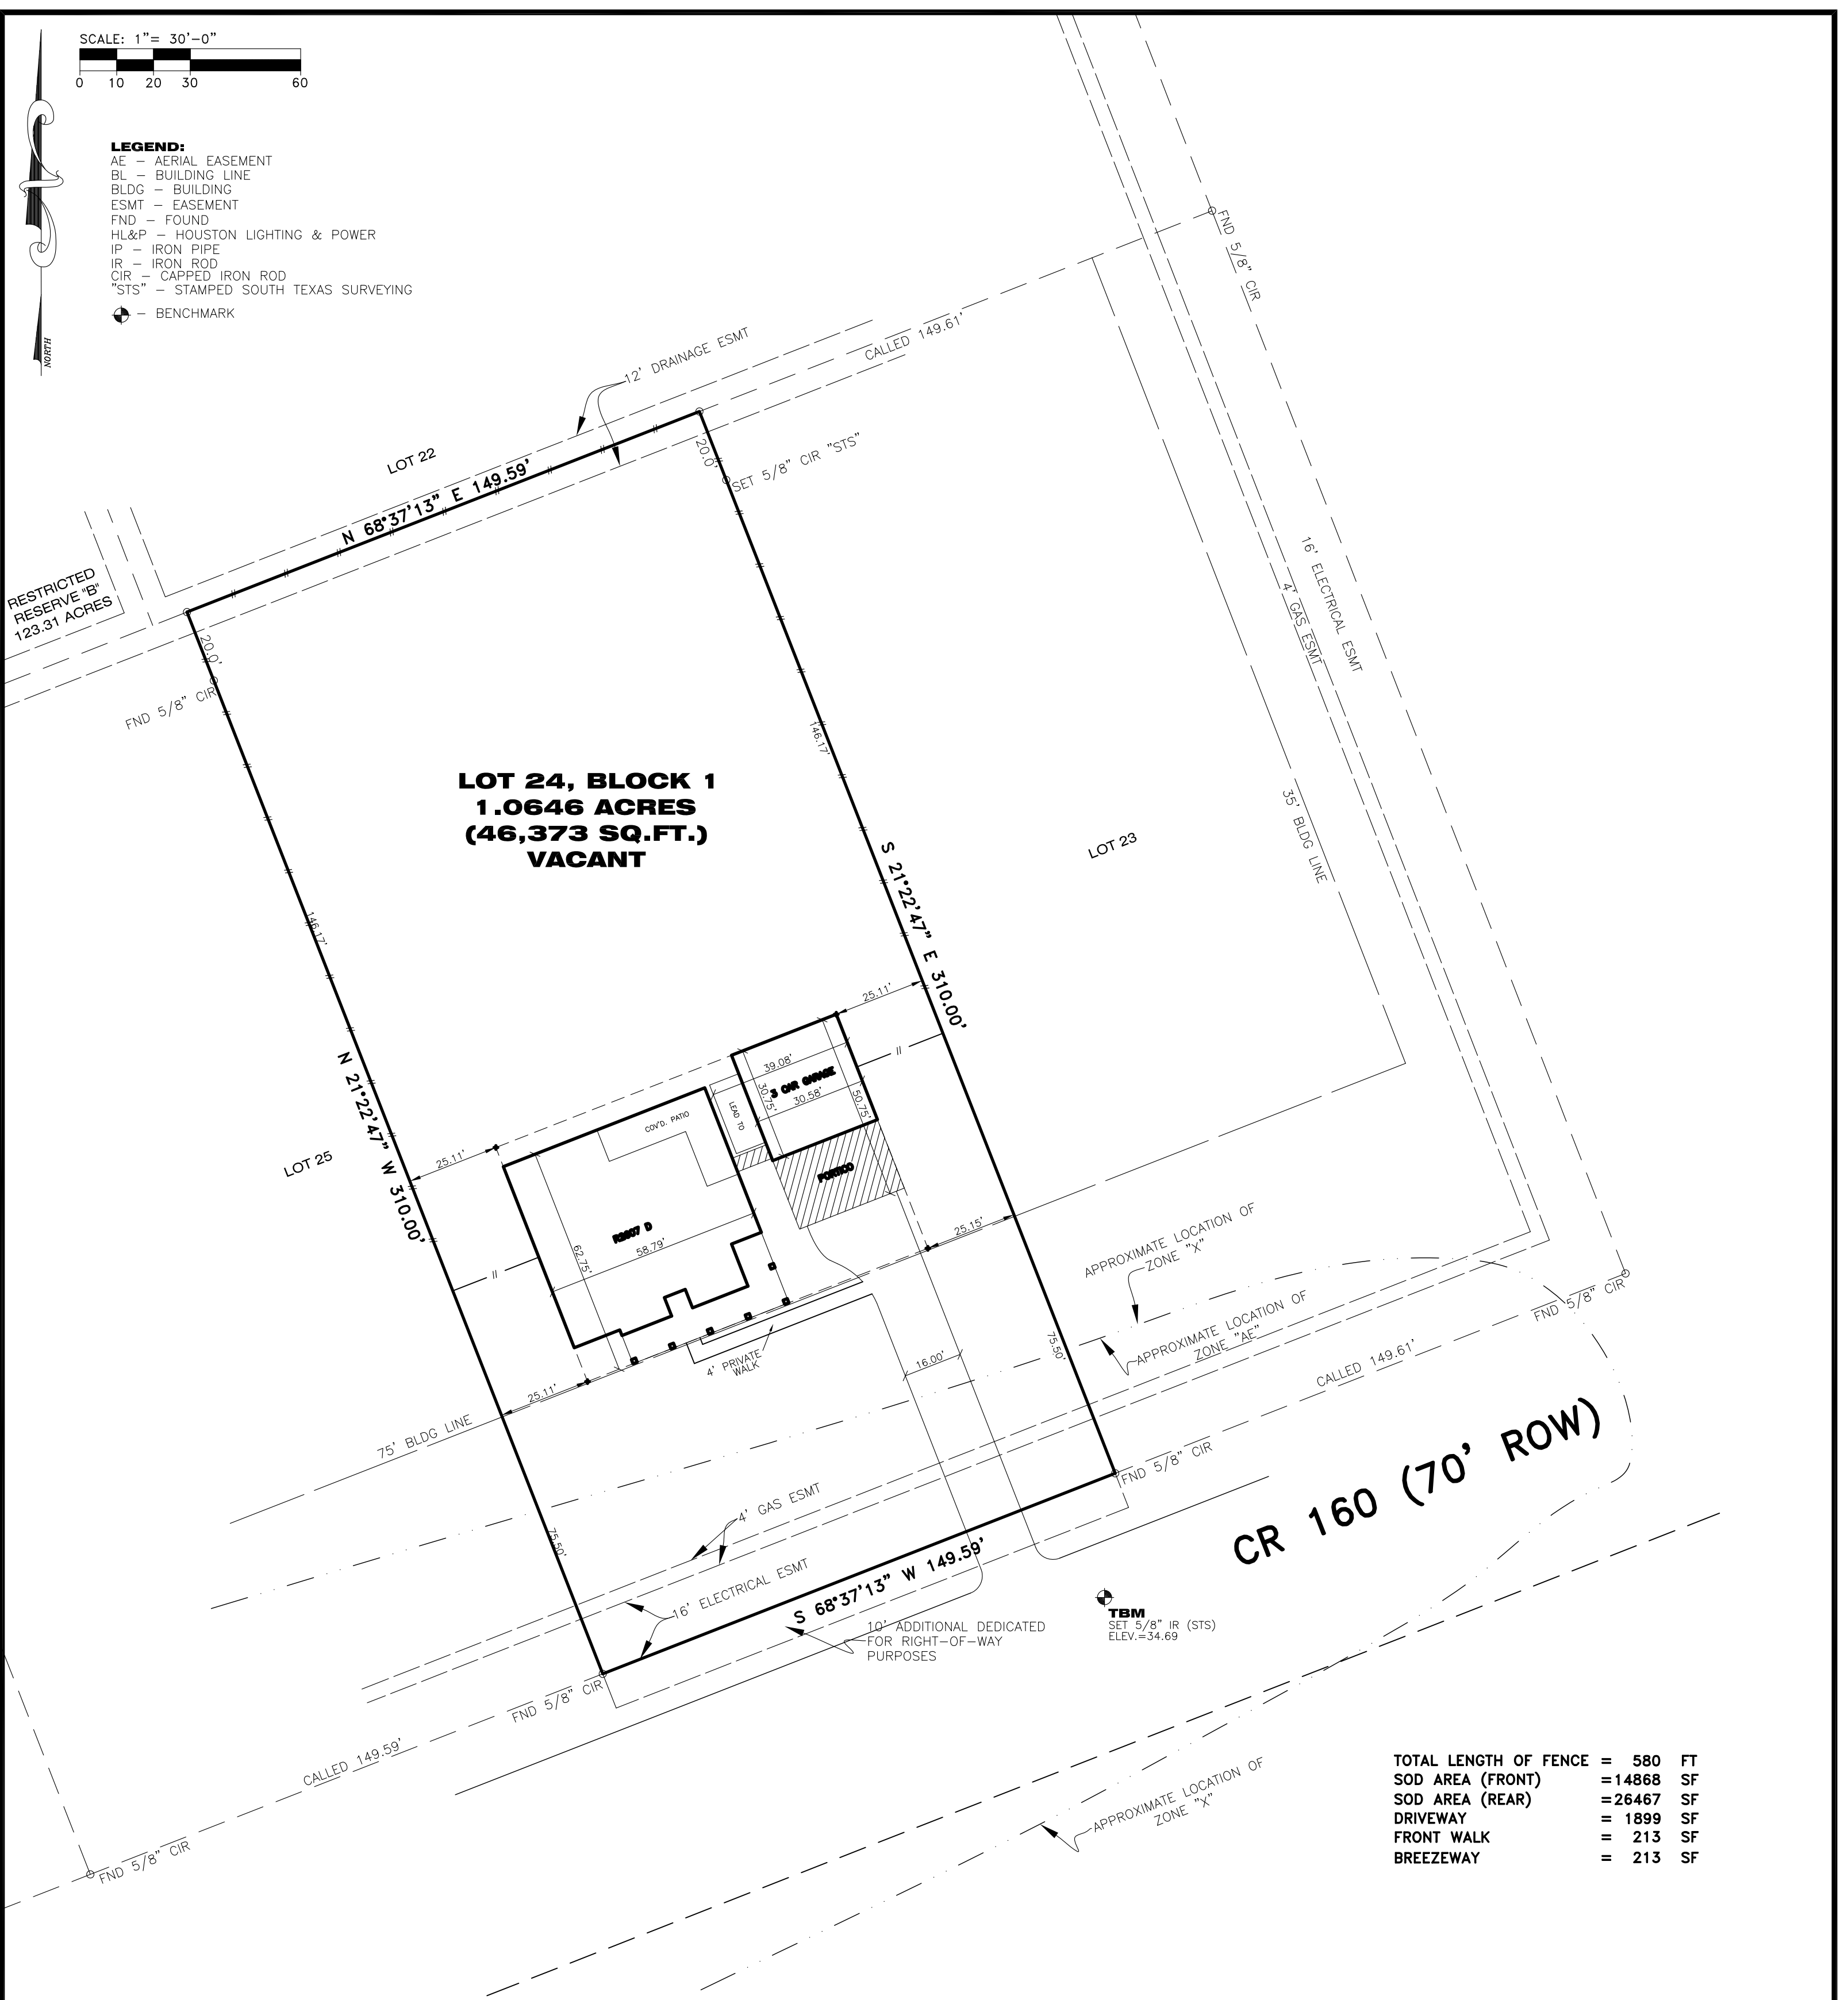 SCALE: 1"= 30'-0"
0 10 20 30 60
NORTH
LEGEND:
AE - AERIAL EASEMENT
BL - BUILDING LINE
BLDG - BUILDING
ESMT - EASEMENT
FND - FOUND
HL&P - HOUSTON LIGHTING & POWER
IP - IRON PIPE
IR - IRON ROD
CIR - CAPPED IRON ROD
"STS" - STAMPED SOUTH TEXAS SURVEYING
- BENCHMARK
FND 5/8" CIR
12' DRAINAGE ESMT
CALLED 149.61'
LOT 22
N 68°37'13" E 149.59'
20.0'
SET 5/8" CIR "STS"
RESTRICTED
RESERVE "B"
123.31 ACRES
20.0'
FND 5/8" CIR
16' ELECTRICAL ESMT
4' GAS ESMT
35' BLDG LINE
146.17'
LOT 24, BLOCK 1
1.0646 ACRES
(46,373 SQ.FT.)
VACANT
LOT 23
S 21°22'47" E 310.00'
146.17'
N 21°22'47" W 310.00'
LOT 25
25.11'
39.08'
3 CAR GARAGE
30.75'
30.58'
50.75'
LEAD TO
COV'D. PATIO
25.11'
PORTICO
R2607 D
58.79'
62.75'
25.15'
APPROXIMATE LOCATION OF
ZONE "X"
APPROXIMATE LOCATION OF
ZONE "AE"
FND 5/8" CIR
75.50'
4' PRIVATE
WALK
16.00'
25.11'
75' BLDG LINE
CALLED 149.61'
CR 160 (70' ROW)
FND 5/8" CIR
4' GAS ESMT
75.50'
16' ELECTRICAL ESMT
S 68°37'13" W 149.59'
10' ADDITIONAL DEDICATED
FOR RIGHT-OF-WAY
PURPOSES
TBM
SET 5/8" IR (STS)
ELEV.=34.69
FND 5/8" CIR
CALLED 149.59'
FND 5/8" CIR
APPROXIMATE LOCATION OF
ZONE "X"
TOTAL LENGTH OF FENCE = 580 FT
SOD AREA (FRONT) =14868 SF
SOD AREA (REAR) =26467 SF
DRIVEWAY = 1899 SF
FRONT WALK = 213 SF
BREEZEWAY = 213 SF